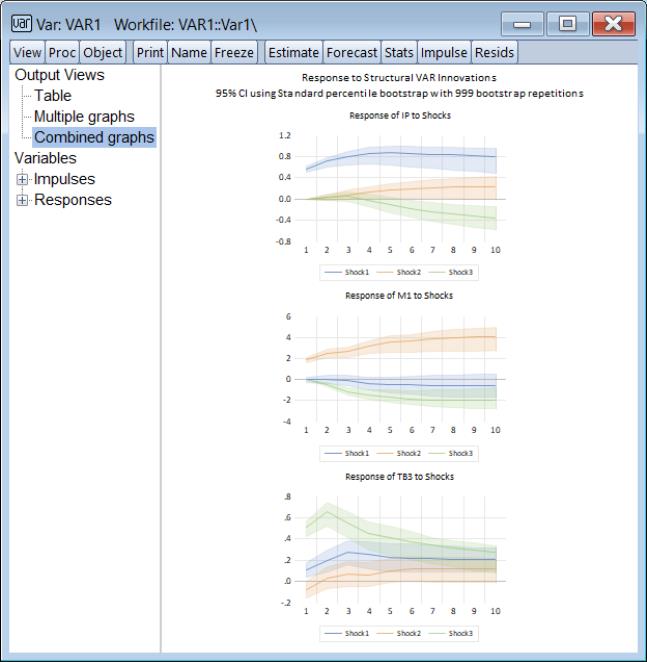 var Var: VAR1 Workfile: VAR1::Var1\
View Proc Object Print Name Freeze Estimate Forecast Stats Impulse Resids
Output Views
Table
Multiple graphs
Combined graphs
Variables
Impulses
Responses
Response to Structural VAR Innovations
95% CI using Standard percentile bootstrap with 999 bootstrap repetitions
Response of IP to Shocks
1.2
0.8
0.4
0.0
-0.4
-0.8
1 2 3 4 5 6 7 8 9 10
Shock1 Shock2 Shock3
Response of M1 to Shocks
6
4
2
0
-2
-4
1 2 3 4 5 6 7 8 9 10
Shock1 Shock2 Shock3
Response of TB3 to Shocks
.8
.6
.4
.2
.0
-.2
1 2 3 4 5 6 7 8 9 10
Shock1 Shock2 Shock3